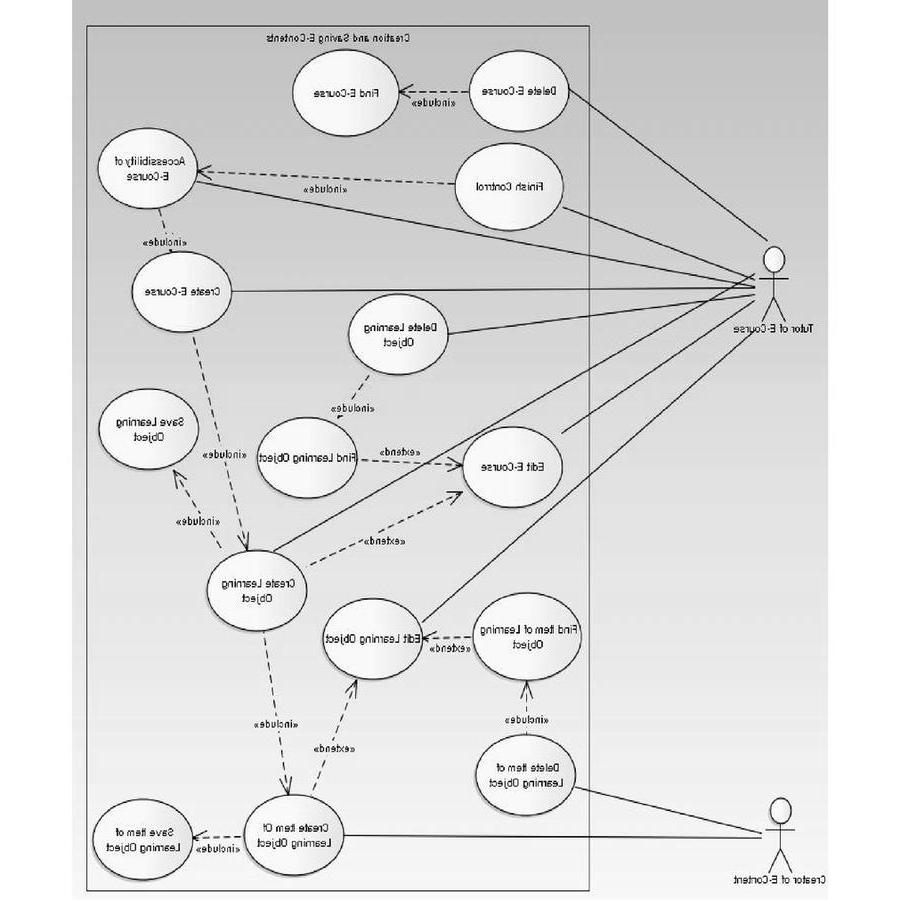 Creation and Saving E-Contents
Delete E-Course
«include»
Find E-Course
Finish Control
«include»
Accessibility of
E-Course
«include»
Create E-Course
Tutor of E-Course
Delete Learning
Object
«include»
Save Learning
Object
«include»
Find Learning Object
«extend»
Edit E-Course
«include»
«extend»
Create Learning
Object
Edit Learning Object
«extend»
Find Item of Learning
Object
«include»
«include»
«extend»
Delete Item of
Learning Object
Create Item Of
Learning Object
«include»
Save Item of
Learning Object
Creator of E-Content